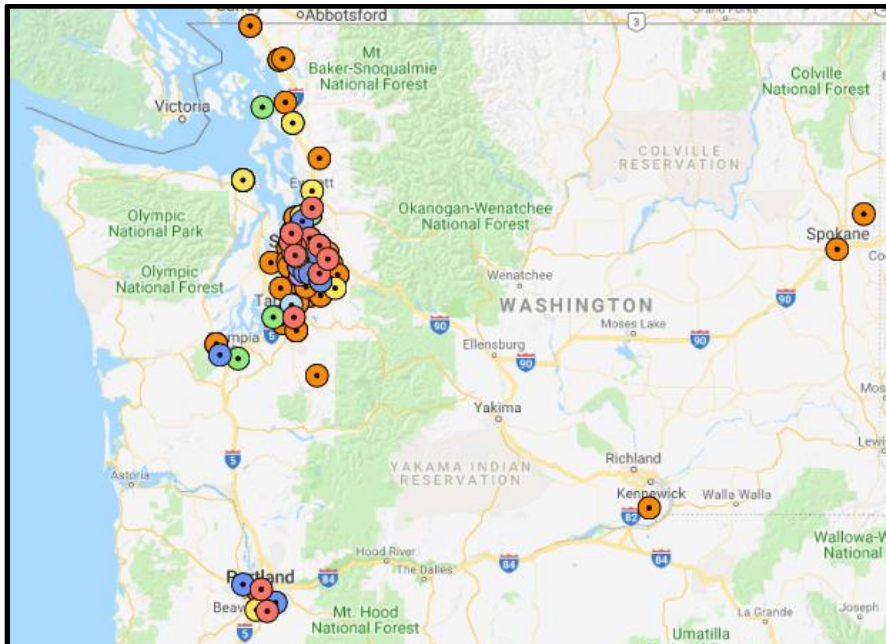 Abbotsford
3
Mt
Baker-Snoqualmie
National Forest
Colville
National Forest
Victoria
COLVILLE
RESERVATION
Olympic
National Park
Okanogan-Wenatchee
National Forest
Spokane
Olympic
National Forest
Wenatchee
WASHINGTON
90
90
Moses Lake
90
5
Ellensburg
90
Yakima
5
YAKAMA INDIAN
RESERVATION
Richland
Astoria
Kennewick
Walla Walla
82
84
Hood River
84
84
The Dalles
Mt. Hood
National Forest
La Grande
Joseph
5
Umatilla